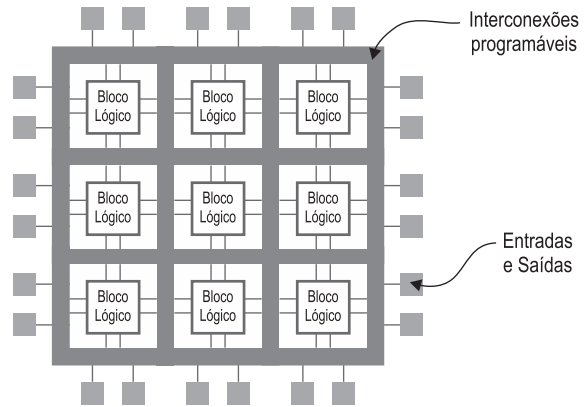 Interconexões
programáveis
Bloco
Lógico
Bloco
Lógico
Bloco
Lógico
Bloco
Lógico
Bloco
Lógico
Bloco
Lógico
Entradas
e Saídas
Bloco
Lógico
Bloco
Lógico
Bloco
Lógico